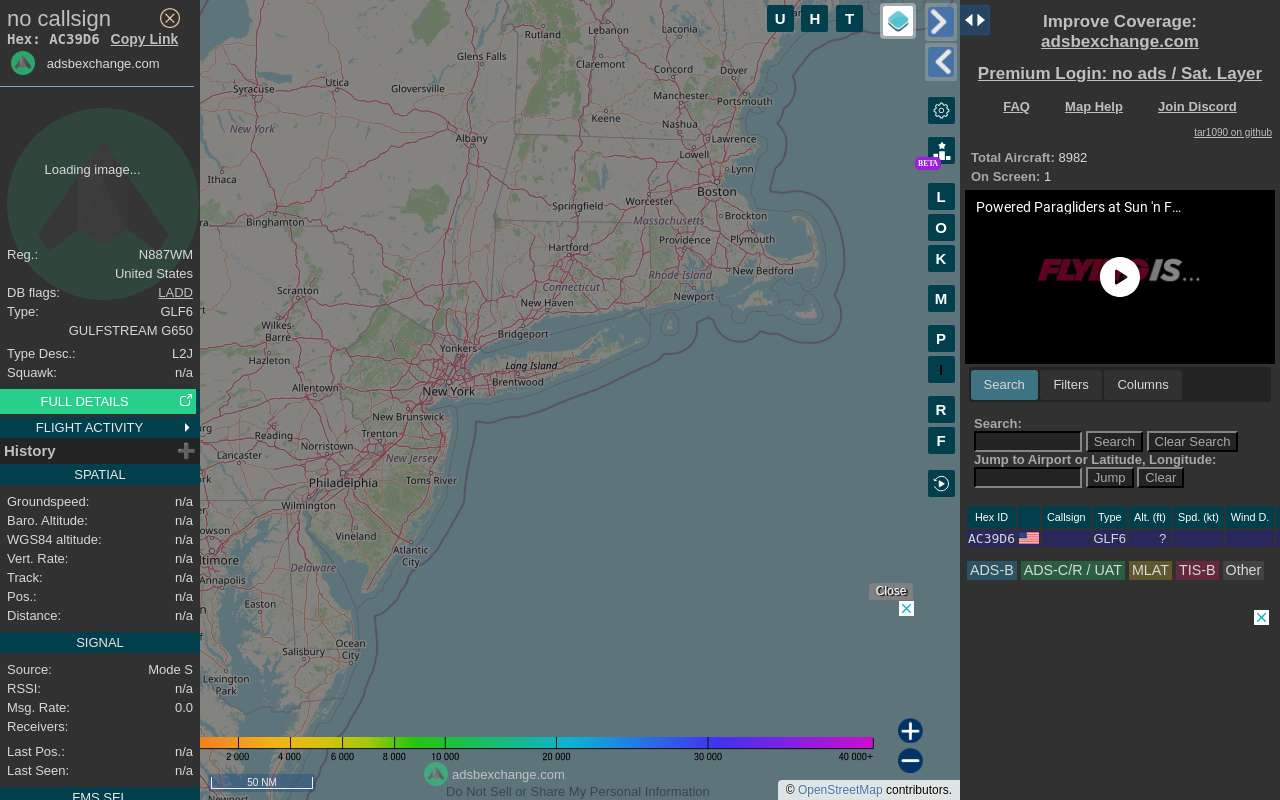 no callsign
Hex: AC39D6 Copy Link
adsbexchange.com
Loading image...
Reg.: N887WM
United States
DB flags: LADD
Type: GLF6
GULFSTREAM G650
Type Desc.: L2J
Squawk: n/a
FULL DETAILS
FLIGHT ACTIVITY
History
SPATIAL
Groundspeed: n/a
Baro. Altitude: n/a
WGS84 altitude: n/a
Vert. Rate: n/a
Track: n/a
Pos.: n/a
Distance: n/a
SIGNAL
Source: Mode S
RSSI: n/a
Msg. Rate: 0.0
Receivers:
Last Pos.: n/a
Last Seen: n/a
FMS SEL
U H T
Rutland
Lebanon
Laconia
Glens Falls
Claremont
Concord
Dover
Utica
Gloversville
Syracuse
Manchester
Portsmouth
Keene
New York
Nashua
Albany
Lawrence
Lowell
Lynn
Ithaca
Boston
Springfield
Worcester
Binghamton
Massachusetts
Brockton
Hartford
Providence
Plymouth
Rhode Island
New Bedford
Connecticut
Scranton
New Haven
Newport
Wilkes-
Barre
Bridgeport
Yonkers
Hazleton
Long Island
Allentown
New York
Brentwood
New Brunswick
Reading
Trenton
Norristown
Lancaster
New Jersey
Philadelphia
Toms River
Wilmington
Vineland
Atlantic
City
Delaware
Annapolis
Easton
Ocean
City
Salisbury
Lexington
Park
BETA
L
O
K
M
P
I
R
F
Close
2 000 4 000 6 000 8 000 10 000 20 000 30 000 40 000+
50 NM
adsbexchange.com
Do Not Sell or Share My Personal Information
© OpenStreetMap contributors.
Improve Coverage:
adsbexchange.com
Premium Login: no ads / Sat. Layer
FAQ Map Help Join Discord
tar1090 on github
Total Aircraft: 8982
On Screen: 1
Powered Paragliders at Sun 'n F...
FLYING IS...
Search Filters Columns
Search:
Search Clear Search
Jump to Airport or Latitude, Longitude:
Jump Clear
Hex ID Callsign Type Alt. (ft) Spd. (kt) Wind D.
AC39D6 GLF6 ?
ADS-B ADS-C/R / UAT MLAT TIS-B Other